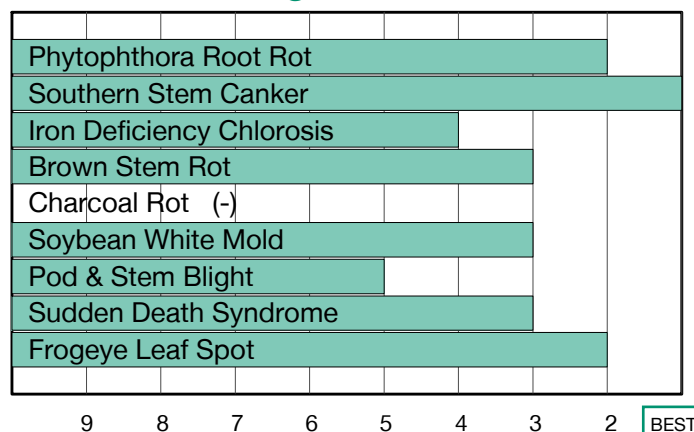 Phytophthora Root Rot
Southern Stem Canker
Iron Deficiency Chlorosis
Brown Stem Rot
Charcoal Rot (-)
Soybean White Mold
Pod & Stem Blight
Sudden Death Syndrome
Frogeye Leaf Spot
9 8 7 6 5 4 3 2 BEST